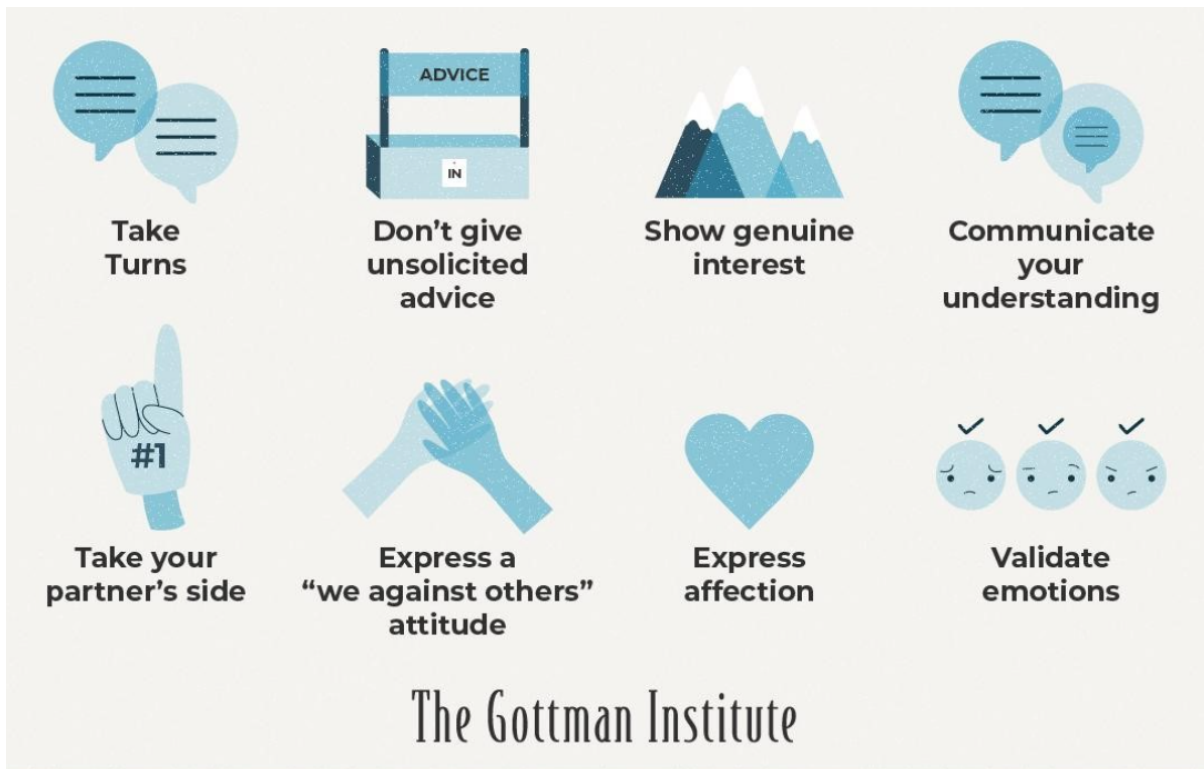 ADVICE
IN
Take
Turns
Don’t give
unsolicited
advice
Show genuine
interest
Communicate
your
understanding
#1
Take your
partner’s side
Express a
“we against others”
attitude
Express
affection
Validate
emotions
The Gottman Institute